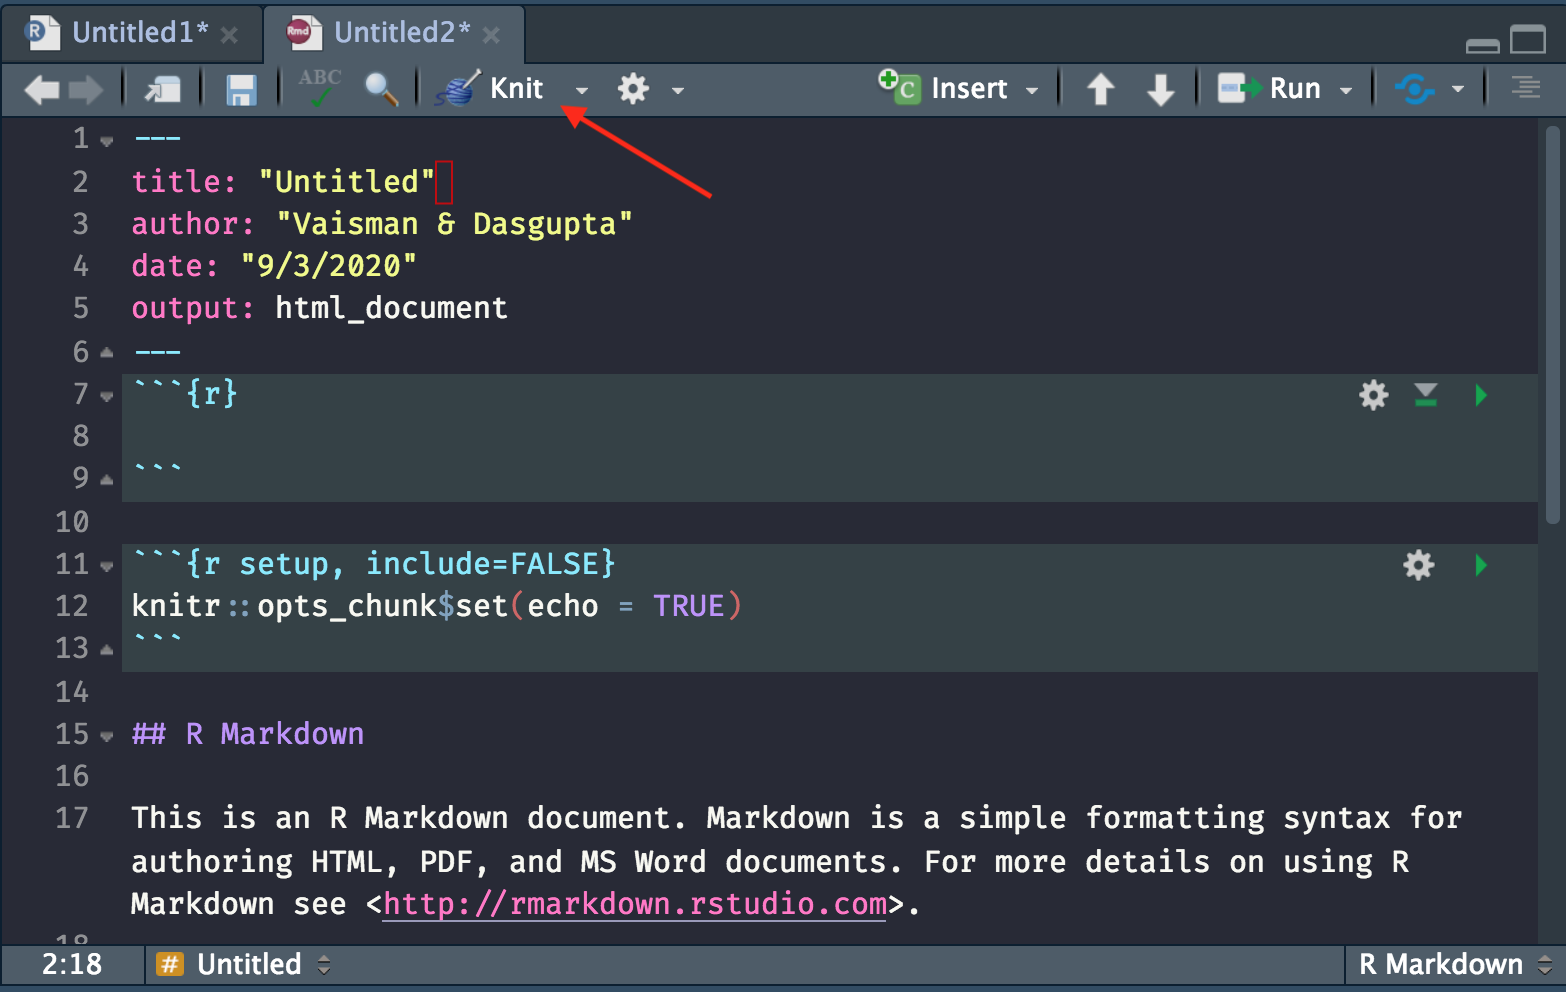 R Untitled1* Rmd Untitled2*
ABC Knit C Insert Run
1 ---
2 title: "Untitled"
3 author: "Vaisman & Dasgupta"
4 date: "9/3/2020"
5 output: html_document
6 ---
7 ```{r}
8
9 ```
10
11 ```{r setup, include=FALSE}
12 knitr::opts_chunk$set(echo = TRUE)
13 ```
14
15 ## R Markdown
16
17 This is an R Markdown document. Markdown is a simple formatting syntax for
authoring HTML, PDF, and MS Word documents. For more details on using R
Markdown see <http://rmarkdown.rstudio.com>.
18
2:18 # Untitled R Markdown